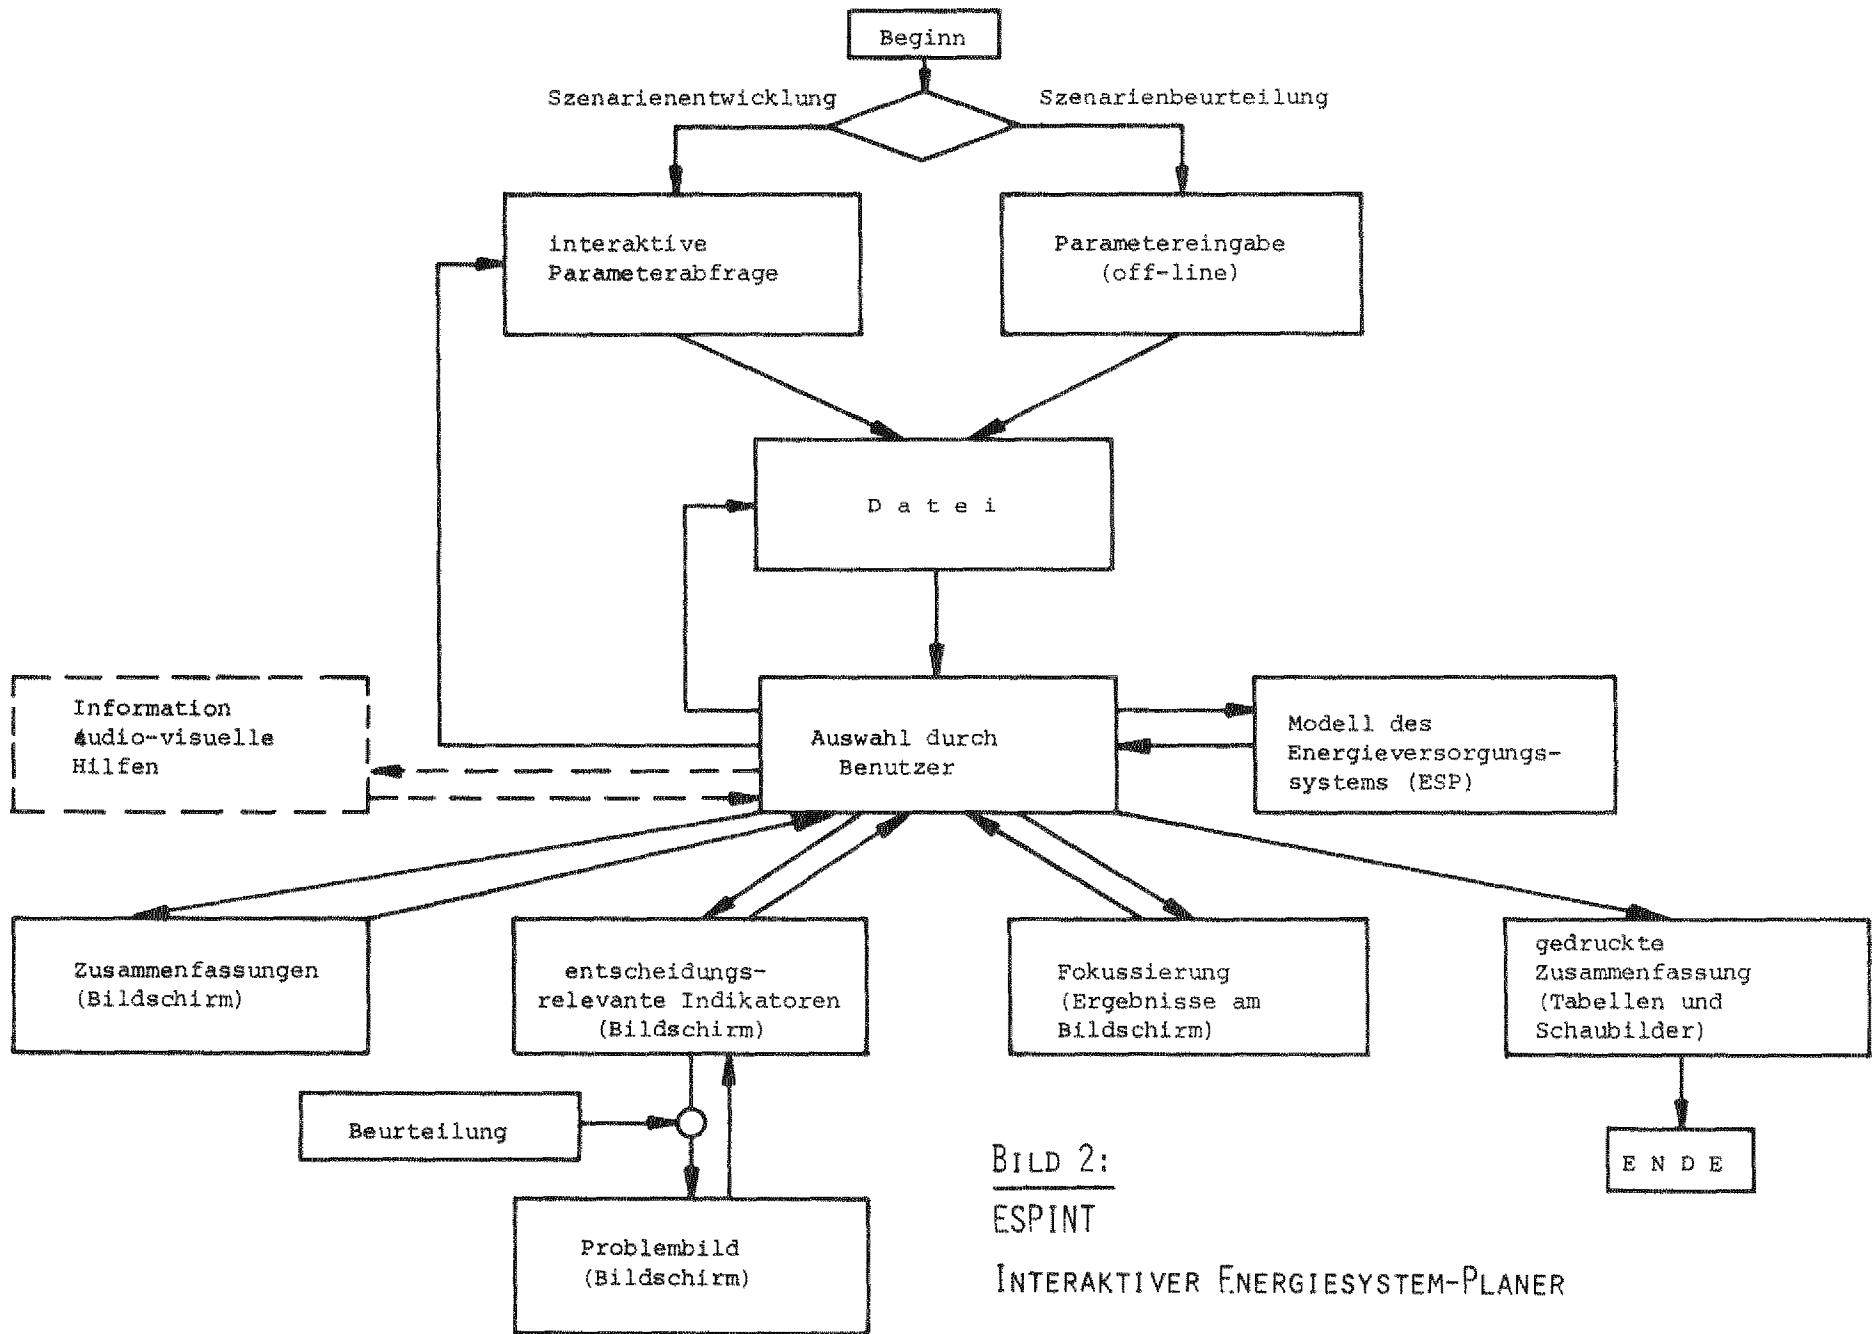 Beginn
Szenarienentwicklung
Szenarienbeurteilung
interaktive
Parameterabfrage
Parametereingabe
(off-line)
D a t e i
Information
Audio-visuelle
Hilfen
Auswahl durch
Benutzer
Modell des
Energieversorgungs-
systems (ESP)
Zusammenfassungen
(Bildschirm)
entscheidungs-
relevante Indikatoren
(Bildschirm)
Fokussierung
(Ergebnisse am
Bildschirm)
gedruckte
Zusammenfassung
(Tabellen und
Schaubilder)
Beurteilung
E N D E
Problembild
(Bildschirm)
BILD 2:
ESPINT
INTERAKTIVER ENERGIESYSTEM-PLANER